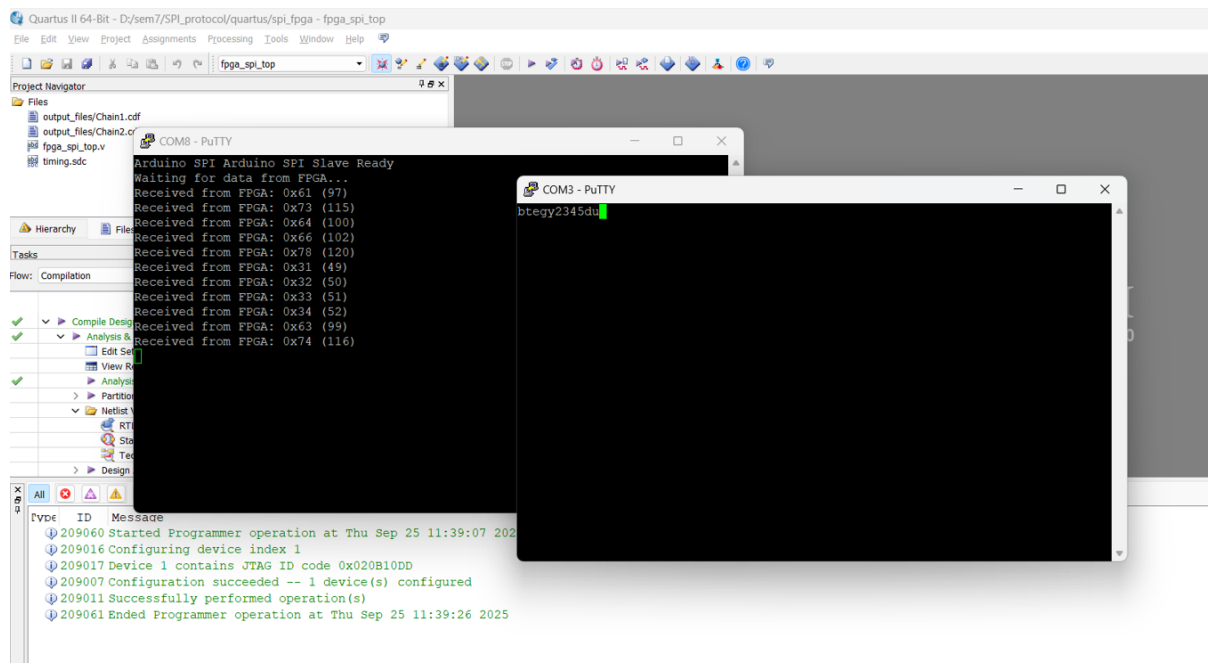 Quartus II 64-Bit - D:/sem7/SPI_protocol/quartus/spi_fpga - fpga_spi_top
File Edit View Project Assignments Processing Tools Window Help
fpga_spi_top
Project Navigator
Files
output_files/Chain1.cdf
output_files/Chain2.c
fpga_spi_top.v
timing.sdc
Hierarchy
Files
Tasks
Flow: Compilation
Compile Desig
Analysis &
Edit Set
View Re
Analysis
Partition
Netlist V
RTL
Sta
Tec
Design
COM8 - PuTTY
Arduino SPI Arduino SPI Slave Ready
Waiting for data from FPGA...
Received from FPGA: 0x61 (97)
Received from FPGA: 0x73 (115)
Received from FPGA: 0x64 (100)
Received from FPGA: 0x66 (102)
Received from FPGA: 0x78 (120)
Received from FPGA: 0x31 (49)
Received from FPGA: 0x32 (50)
Received from FPGA: 0x33 (51)
Received from FPGA: 0x34 (52)
Received from FPGA: 0x63 (99)
Received from FPGA: 0x74 (116)
COM3 - PuTTY
btegy2345du
All
Type ID Message
209060 Started Programmer operation at Thu Sep 25 11:39:07 202
209016 Configuring device index 1
209017 Device 1 contains JTAG ID code 0x020B10DD
209007 Configuration succeeded -- 1 device(s) configured
209011 Successfully performed operation(s)
209061 Ended Programmer operation at Thu Sep 25 11:39:26 2025